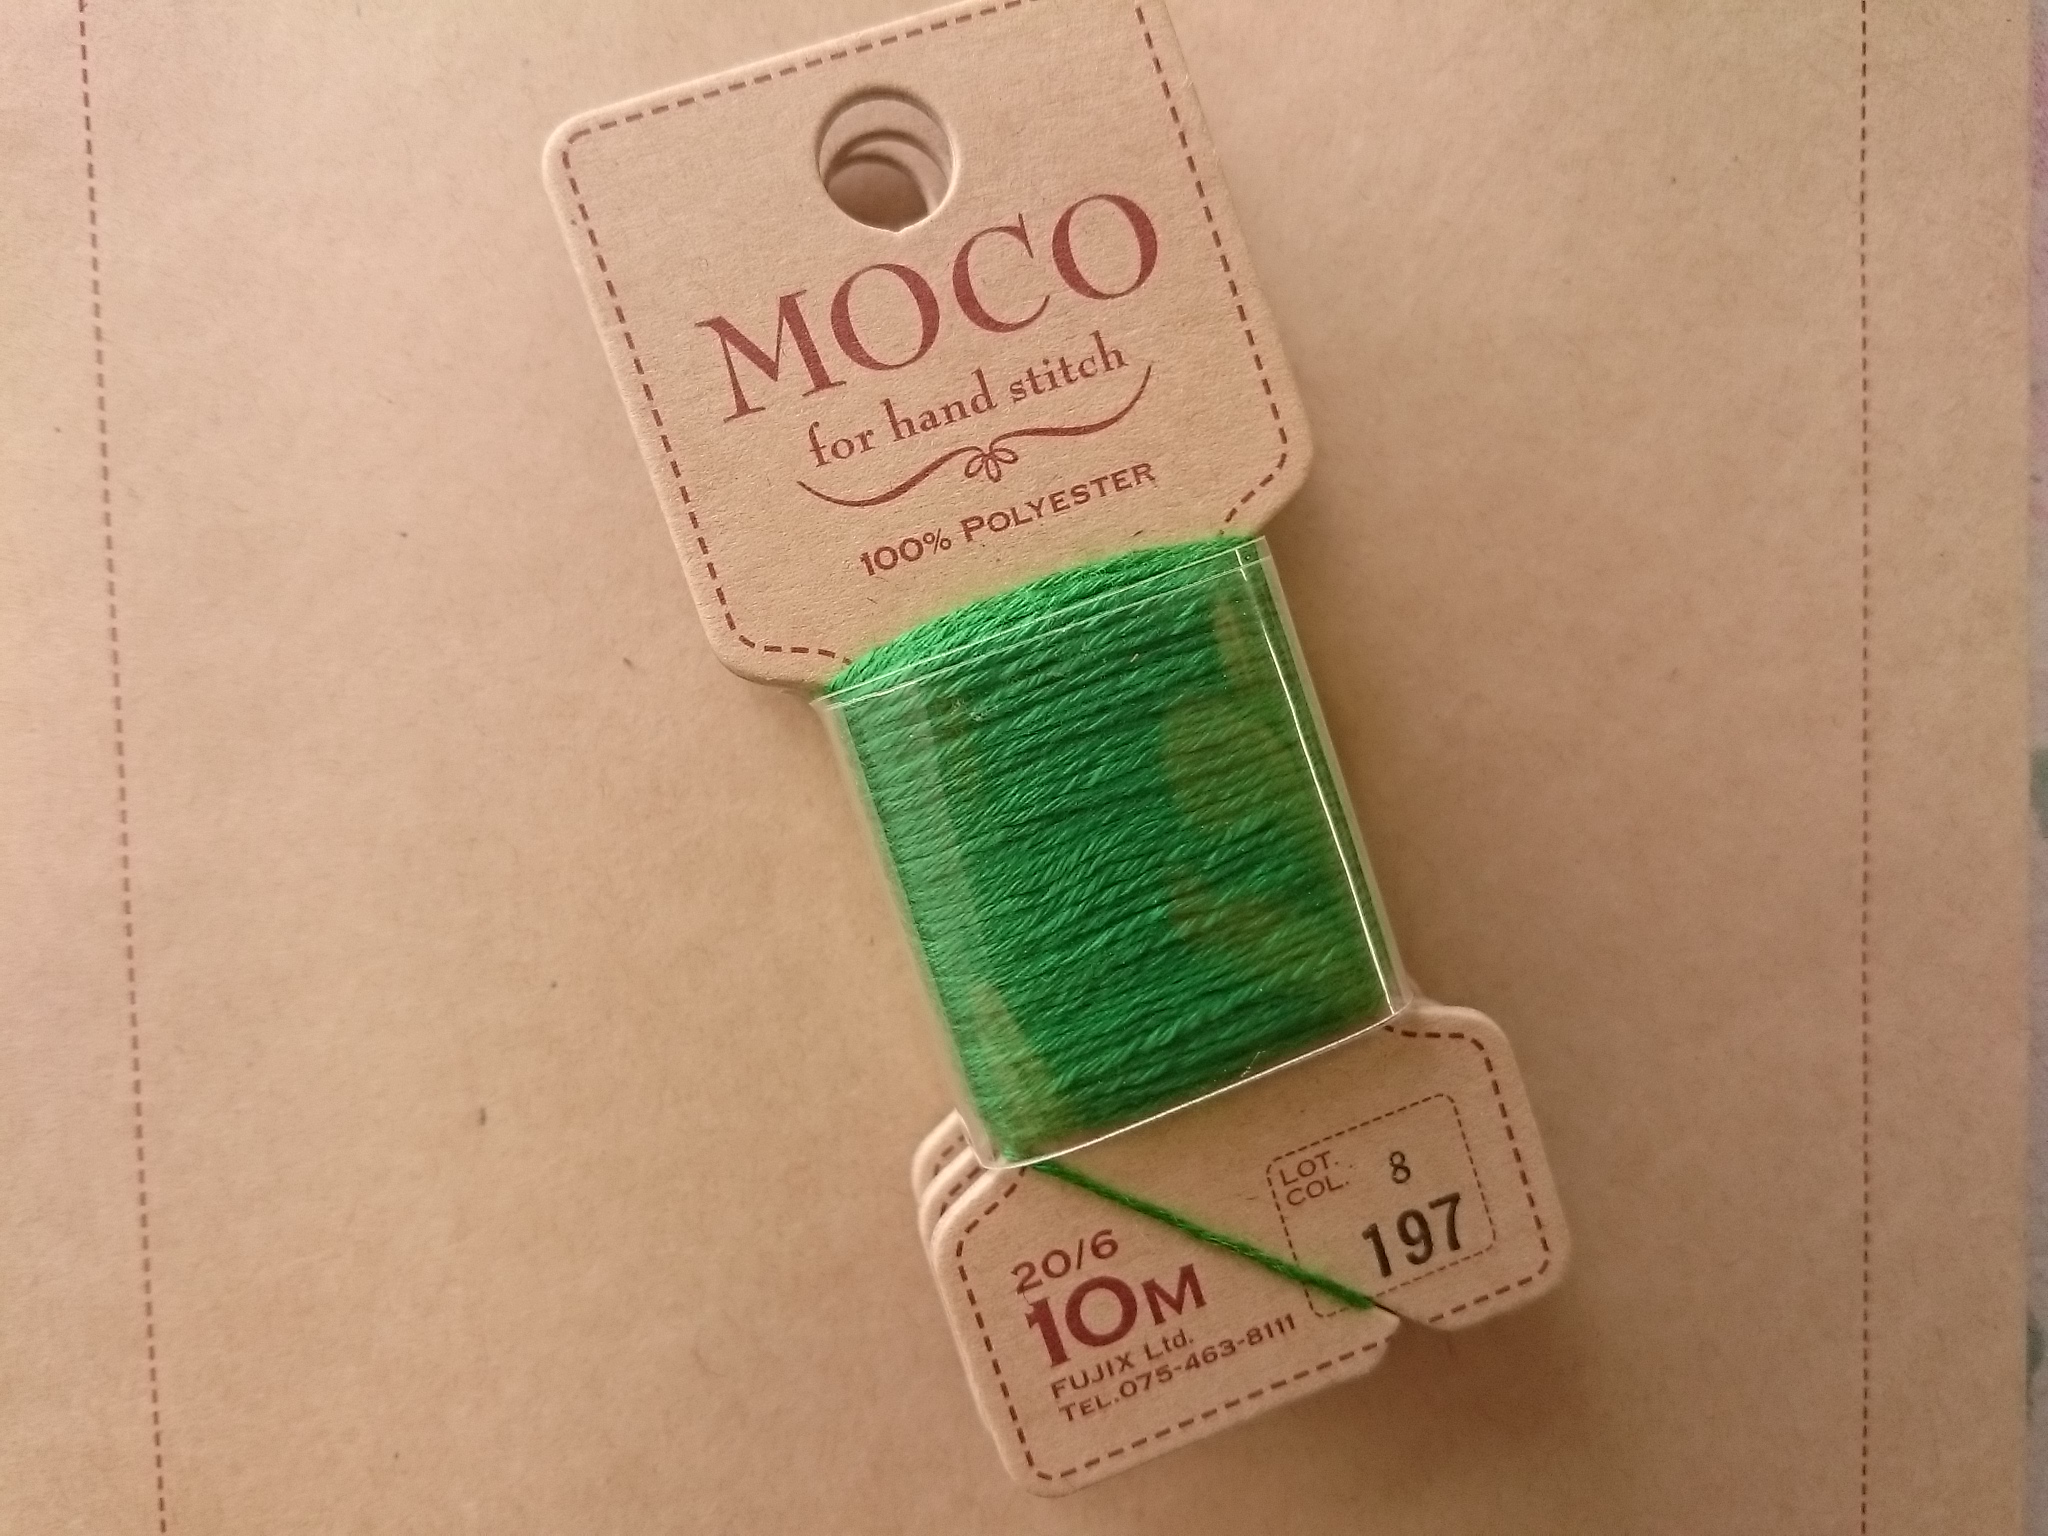 MOCO
for hand stitch
100% POLYESTER
LOT. 8
COL. 197
20/6
10M
FUJIX Ltd.
TEL.075-463-8111